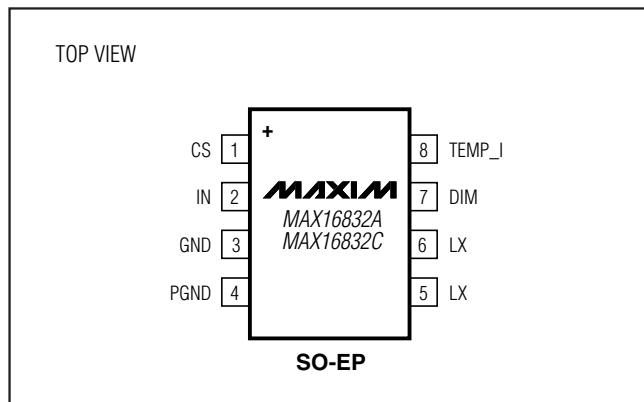 TOP VIEW
+
CS 1
8 TEMP_I
IN 2
MAXIM
7 DIM
MAX16832A
MAX16832C
GND 3
6 LX
PGND 4
5 LX
SO-EP